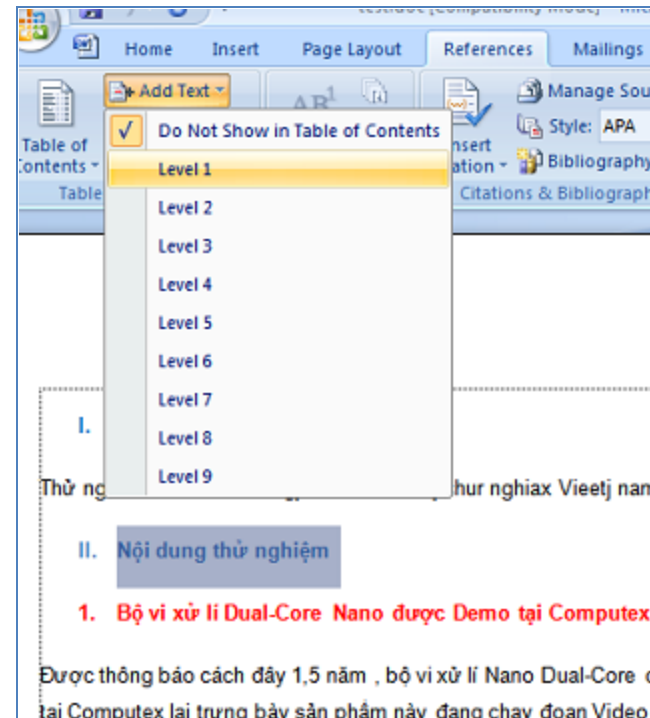 Home Insert Page Layout References Mailings
Add Text
AB1
Manage Sou
Do Not Show in Table of Contents
Style: APA
Table of
Contents
nsert
ation
Bibliography
Level 1
Table
Citations & Bibliograph
Level 2
Level 3
Level 4
Level 5
Level 6
Level 7
Level 8
Level 9
I.
Thử ng
hur nghiax Vieetj nam
II. Nội dung thử nghiệm
1. Bộ vi xử lí Dual-Core Nano được Demo tại Computex
Được thông báo cách đây 1,5 năm , bộ vi xử lí Nano Dual-Core
tại Computex lại trưng bày sản phẩm này đang chạy đoạn Video